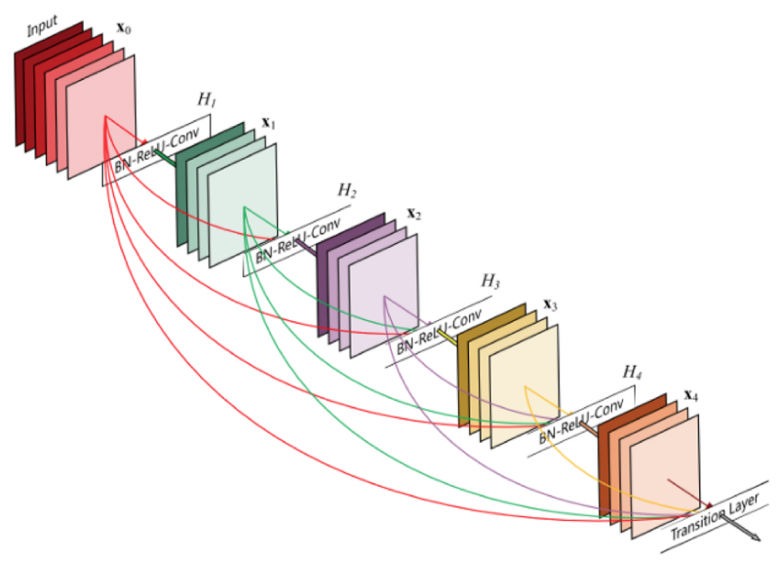 Input
x0
H1
BN-ReLU-Conv
x1
H2
BN-ReLU-Conv
x2
H3
BN-ReLU-Conv
x3
H4
BN-ReLU-Conv
x4
Transition Layer